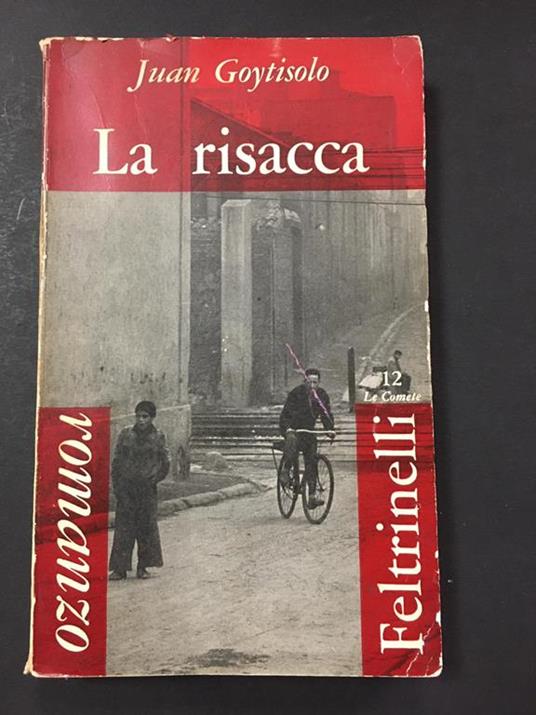 Juan Goytisolo
La risacca
12
Le Comete
romanzo
Feltrinelli